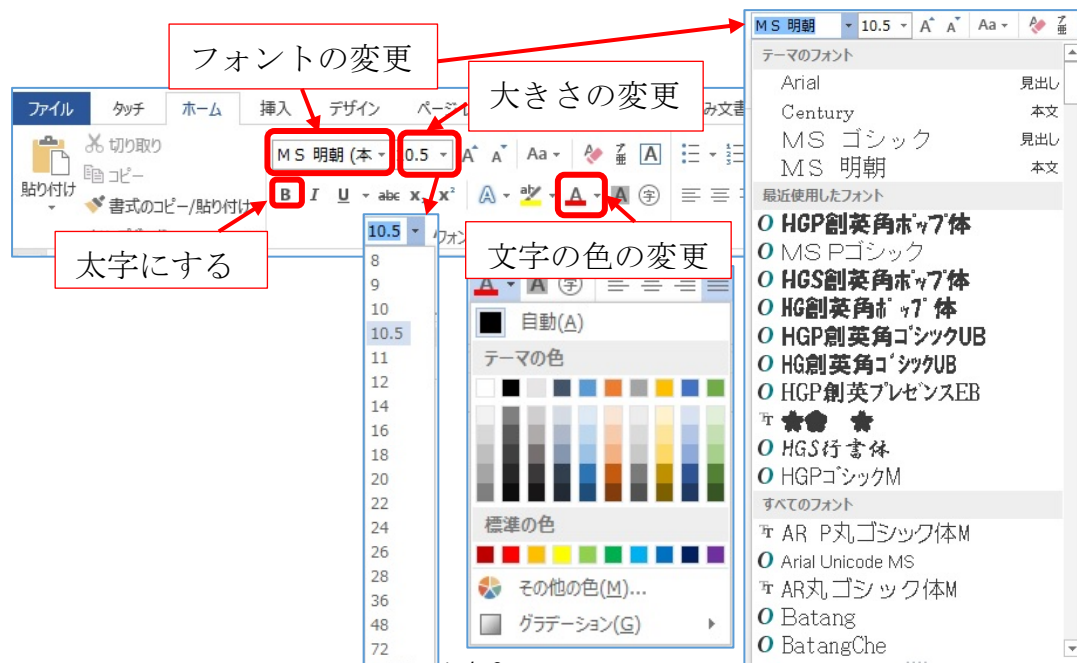 フォントの変更
大きさの変更
ファイル タッチ ホーム 挿入 デザイン み文書
切り取り
コピー
貼り付け
書式のコピー/貼り付け
ＭＳ 明朝 (本 10.5 A A Aa 亜 A
B I U abc x x² A aby A A 字
太字にする
文字の色の変更
10.5
8
9
10
10.5
11
12
14
16
18
20
22
24
26
28
36
48
72
A A 字
自動(A)
テーマの色
標準の色
その他の色(M)...
グラデーション(G)
ＭＳ 明朝 10.5 A A Aa 亜
テーマのフォント
Arial 見出し
Century 本文
ＭＳ ゴシック 見出し
ＭＳ 明朝 本文
最近使用したフォント
HGP創英角ﾎﾟｯﾌﾟ体
ＭＳ Ｐゴシック
HGS創英角ﾎﾟｯﾌﾟ体
HG創英角ﾎﾟｯﾌﾟ体
HGP創英角ｺﾞｼｯｸUB
HG創英角ｺﾞｼｯｸUB
HGP創英ﾌﾟﾚｾﾞﾝｽEB
HGS行書体
HGPｺﾞｼｯｸM
すべてのフォント
AR P丸ゴシック体M
Arial Unicode MS
AR丸ゴシック体M
Batang
BatangChe